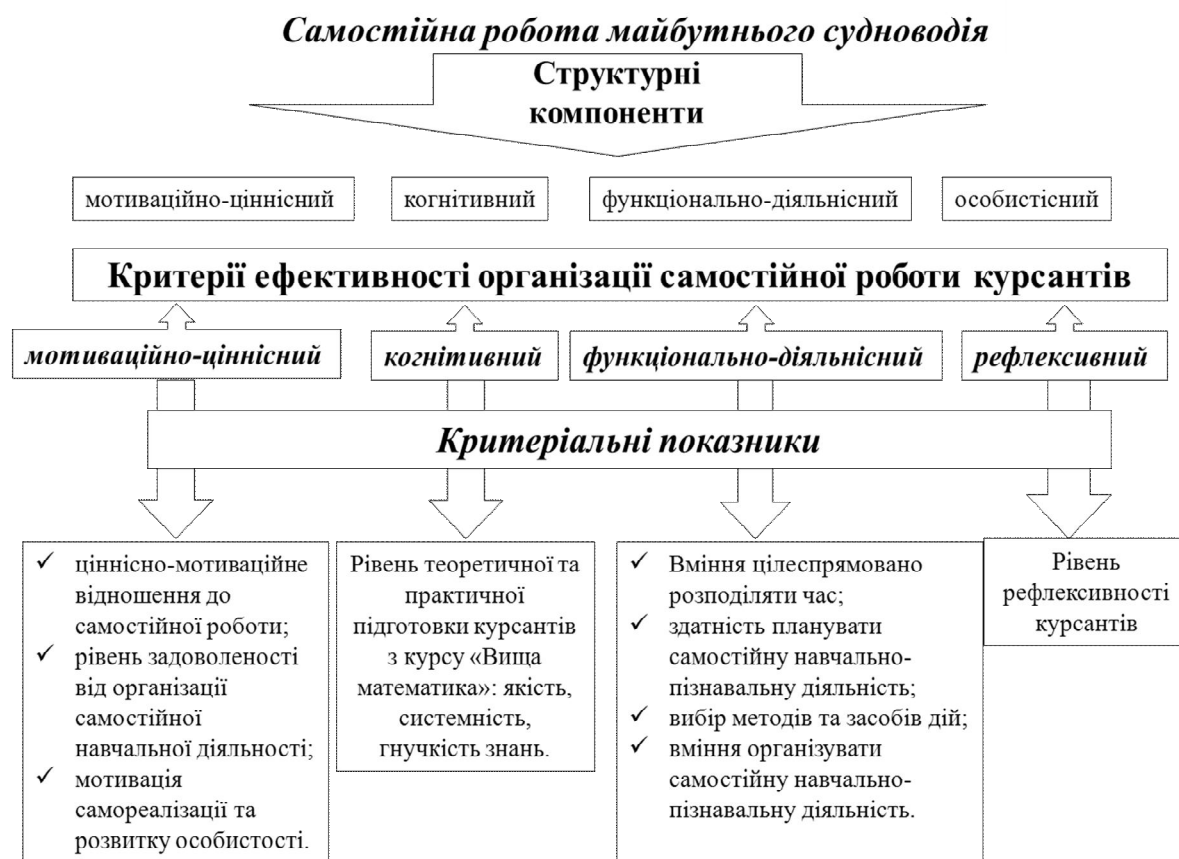 Самостійна робота майбутнього судноводія
Структурні
компоненти
мотиваційно-ціннісний
когнітивний
функціонально-діяльнісний
особистісний
Критерії ефективності організації самостійної роботи курсантів
мотиваційно-ціннісний
когнітивний
функціонально-діяльнісний
рефлексивний
Критеріальні показники
✓ ціннісно-мотиваційне
відношення до
самостійної роботи;
✓ рівень задоволеності
від організації
самостійної
навчальної діяльності;
✓ мотивація
самореалізації та
розвитку особистості.
Рівень теоретичної та
практичної
підготовки курсантів
з курсу «Вища
математика»: якість,
системність,
гнучкість знань.
✓ Вміння цілеспрямовано
розподіляти час;
✓ здатність планувати
самостійну навчально-
пізнавальну діяльність;
✓ вибір методів та засобів дій;
✓ вміння організувати
самостійну навчально-
пізнавальну діяльність.
Рівень
рефлексивності
курсантів